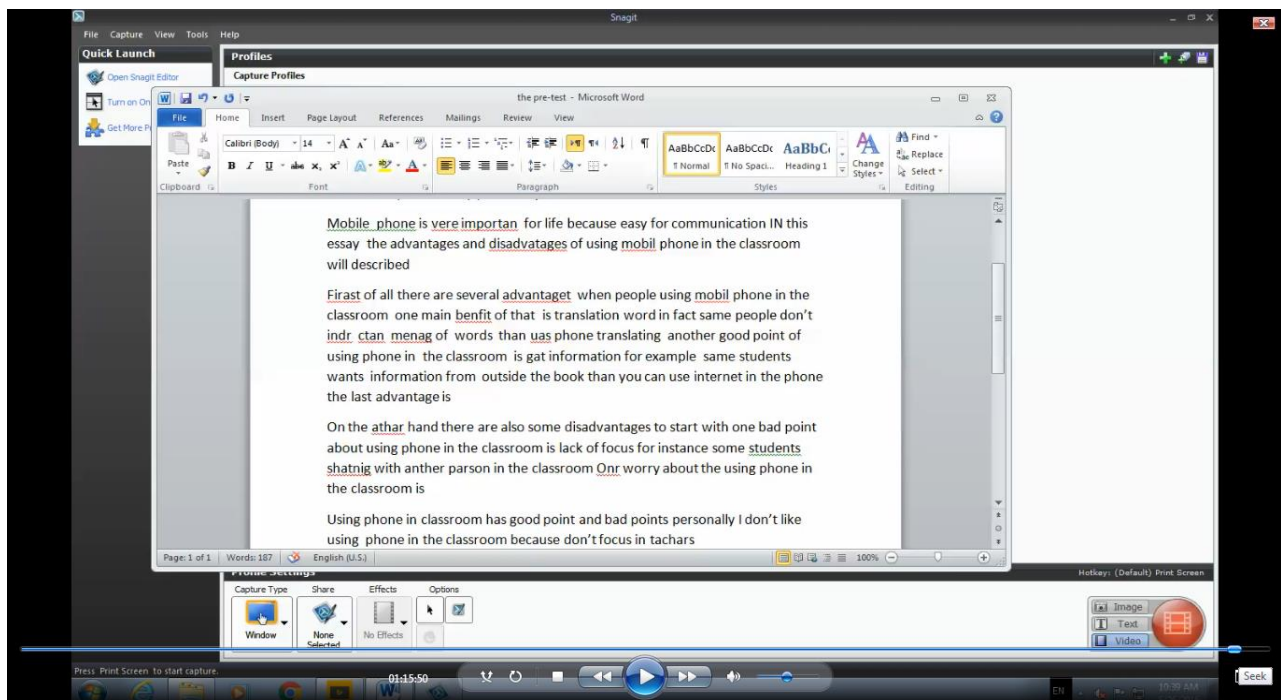 Snagit
File Capture View Tools Help
Quick Launch
Profiles
Open Snagit Editor
Capture Profiles
Turn on On
Get More P
the pre-test - Microsoft Word
File Home Insert Page Layout References Mailings Review View
Calibri (Body) 14
Paste
AaBbCcDc AaBbCcDc AaBbC
¶ Normal ¶ No Spaci... Heading 1
Change Styles
Find
Replace
Select
Clipboard Font Paragraph Styles Editing
Mobile phone is vere importan for life because easy for communication IN this
essay the advantages and disadvatages of using mobil phone in the classroom
will described
Firast of all there are several advantaget when people using mobil phone in the
classroom one main benfit of that is translation word in fact same people don't
indr ctan menag of words than uas phone translating another good point of
using phone in the classroom is gat information for example same students
wants information from outside the book than you can use internet in the phone
the last advantage is
On the athar hand there are also some disadvantages to start with one bad point
about using phone in the classroom is lack of focus for instance some students
shatnig with anther parson in the classroom Onr worry about the using phone in
the classroom is
Using phone in classroom has good point and bad points personally I don't like
using phone in the classroom because don't focus in tachars
Page: 1 of 1 Words: 187 English (U.S.) 100%
Profile Settings
Hotkey: (Default) Print Screen
Capture Type Share Effects Options
Window None Selected No Effects
Image
Text
Video
Press Print Screen to start capture.
01:15:50
Seek
EN 10:39 AM